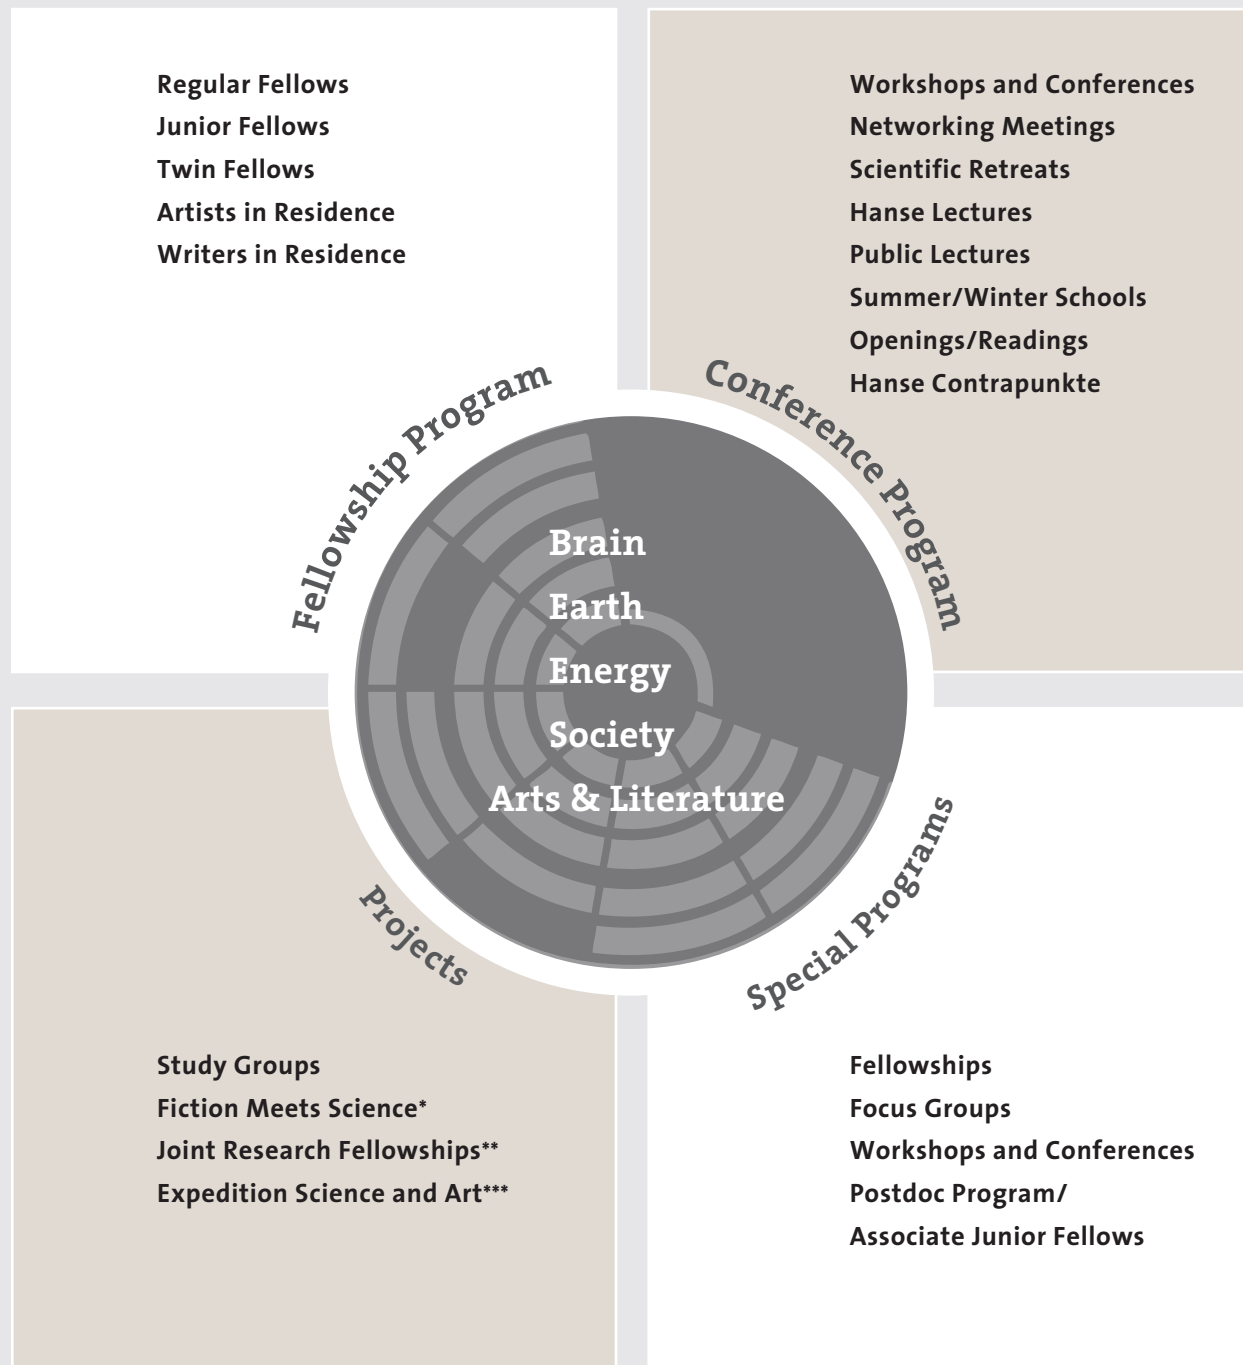 Regular Fellows
Junior Fellows
Twin Fellows
Artists in Residence
Writers in Residence
Workshops and Conferences
Networking Meetings
Scientific Retreats
Hanse Lectures
Public Lectures
Summer/Winter Schools
Openings/Readings
Hanse Contrapunkte
Fellowship Program
Conference Program
Brain
Earth
Energy
Society
Arts & Literature
Projects
Special Programs
Study Groups
Fiction Meets Science*
Joint Research Fellowships**
Expedition Science and Art***
Fellowships
Focus Groups
Workshops and Conferences
Postdoc Program/
Associate Junior Fellows